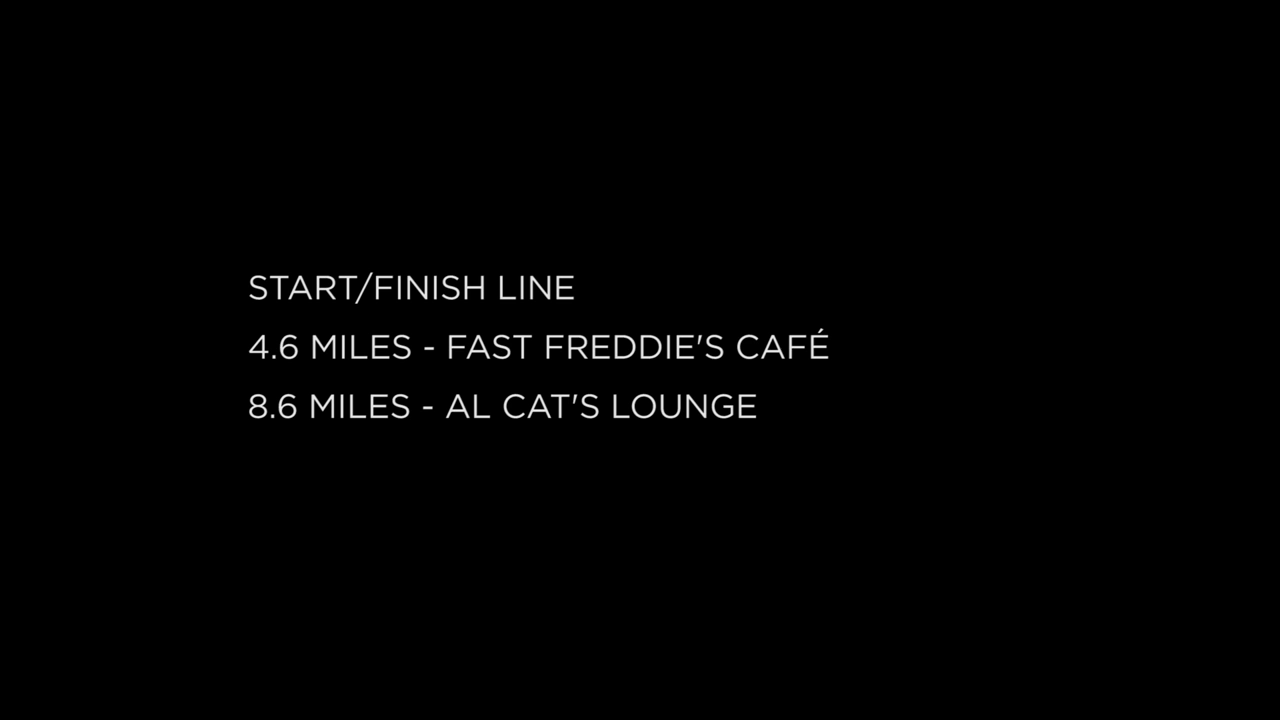 START/FINISH LINE
4.6 MILES - FAST FREDDIE'S CAFÉ
8.6 MILES - AL CAT'S LOUNGE